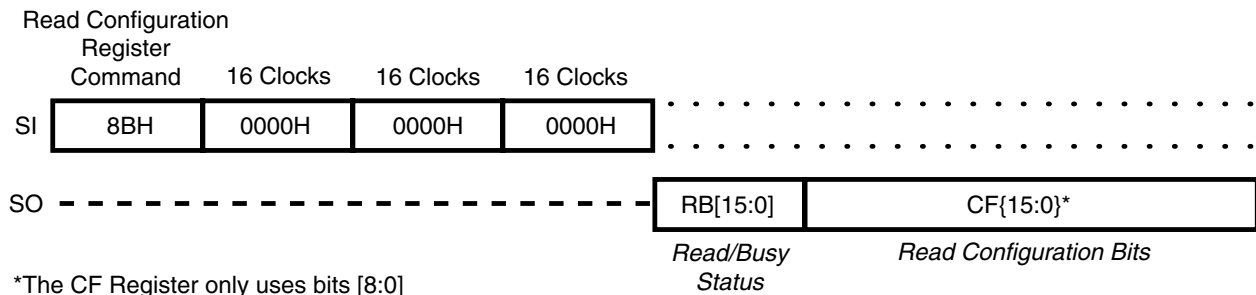 Read Configuration
Register
Command 16 Clocks 16 Clocks 16 Clocks
SI 8BH 0000H 0000H 0000H
SO RB[15:0] CF{15:0}*
Read/Busy Read Configuration Bits
Status
*The CF Register only uses bits [8:0]